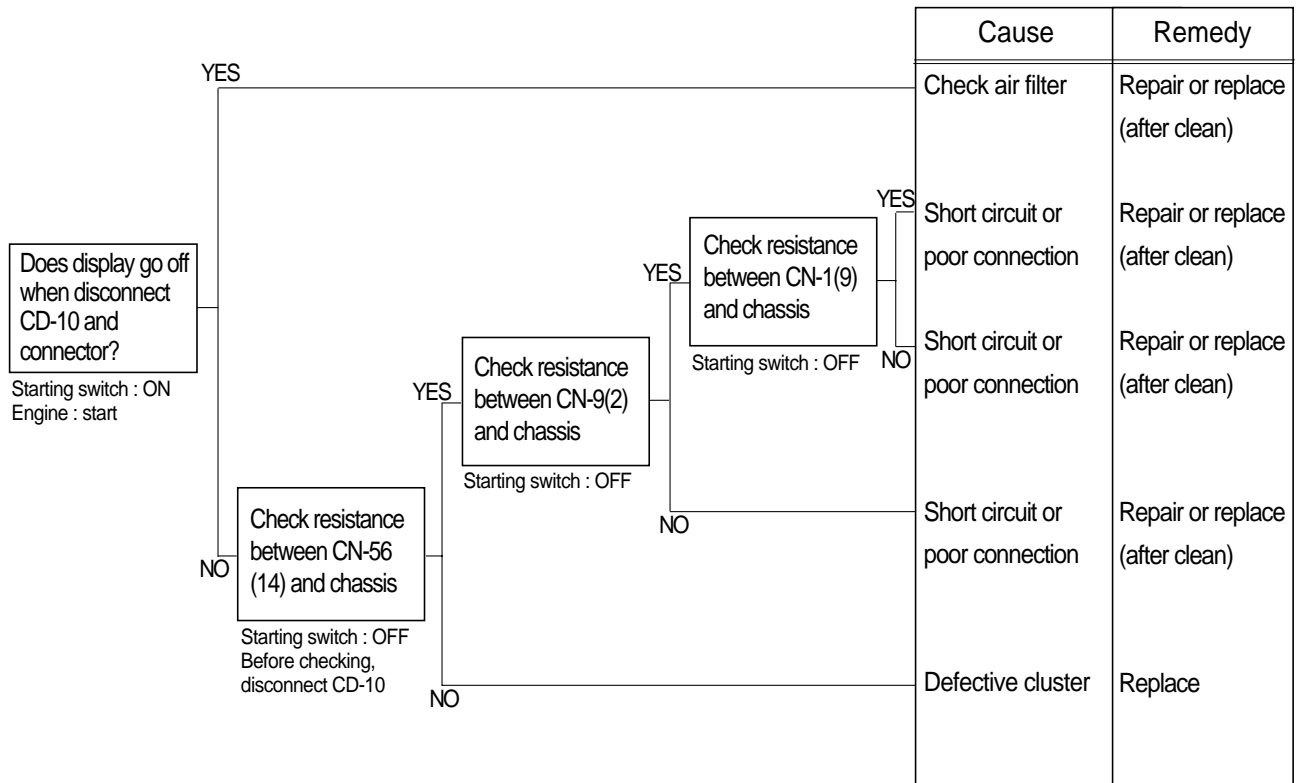 Cause
Remedy
YES
Check air filter
Repair or replace
(after clean)
YES
Short circuit or
poor connection
Repair or replace
(after clean)
Check resistance
between CN-1(9)
and chassis
Starting switch : OFF
YES
NO
Short circuit or
poor connection
Repair or replace
(after clean)
Does display go off
when disconnect
CD-10 and
connector?
Starting switch : ON
Engine : start
Check resistance
between CN-9(2)
and chassis
Starting switch : OFF
YES
NO
Short circuit or
poor connection
Repair or replace
(after clean)
NO
Check resistance
between CN-56
(14) and chassis
Starting switch : OFF
Before checking,
disconnect CD-10
NO
Defective cluster
Replace